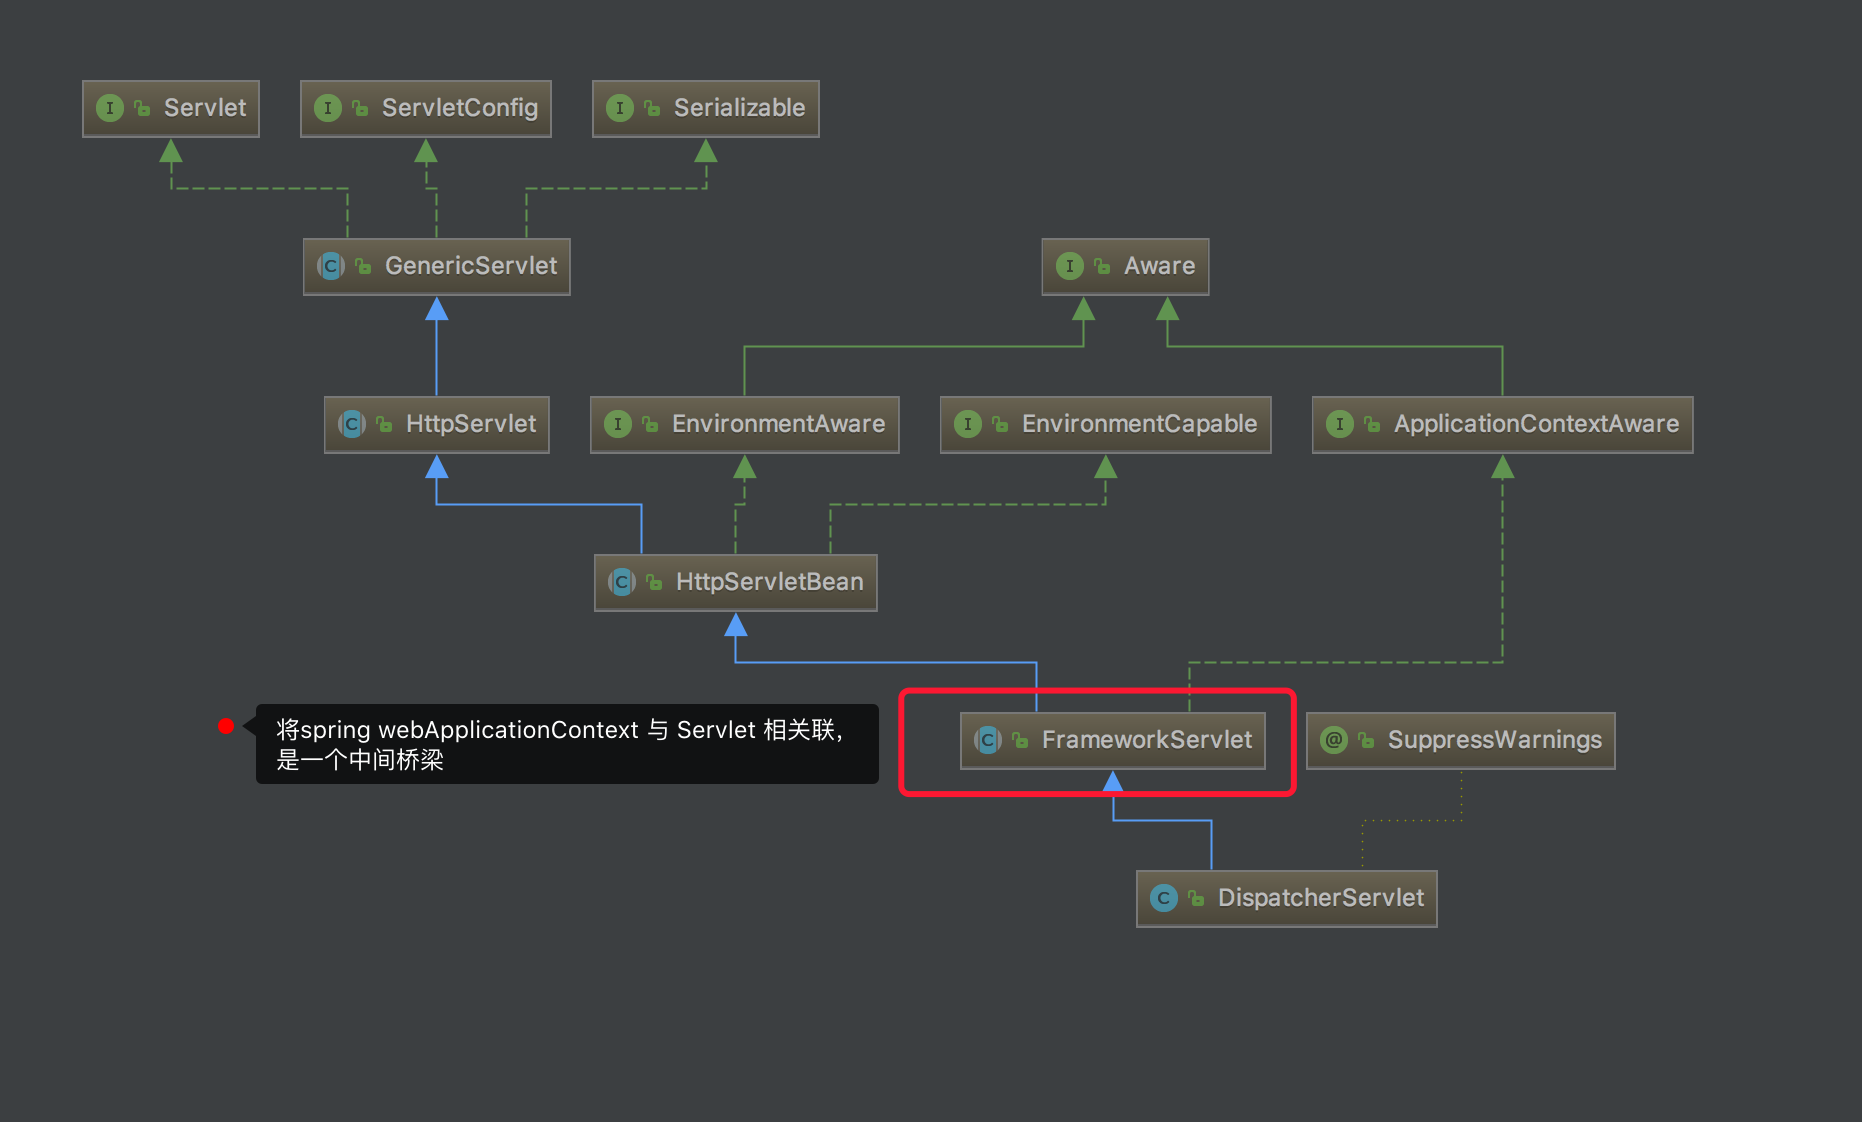 Servlet
ServletConfig
Serializable
GenericServlet
Aware
HttpServlet
EnvironmentAware
EnvironmentCapable
ApplicationContextAware
HttpServletBean
将spring webApplicationContext 与 Servlet 相关联，
是一个中间桥梁
FrameworkServlet
SuppressWarnings
DispatcherServlet